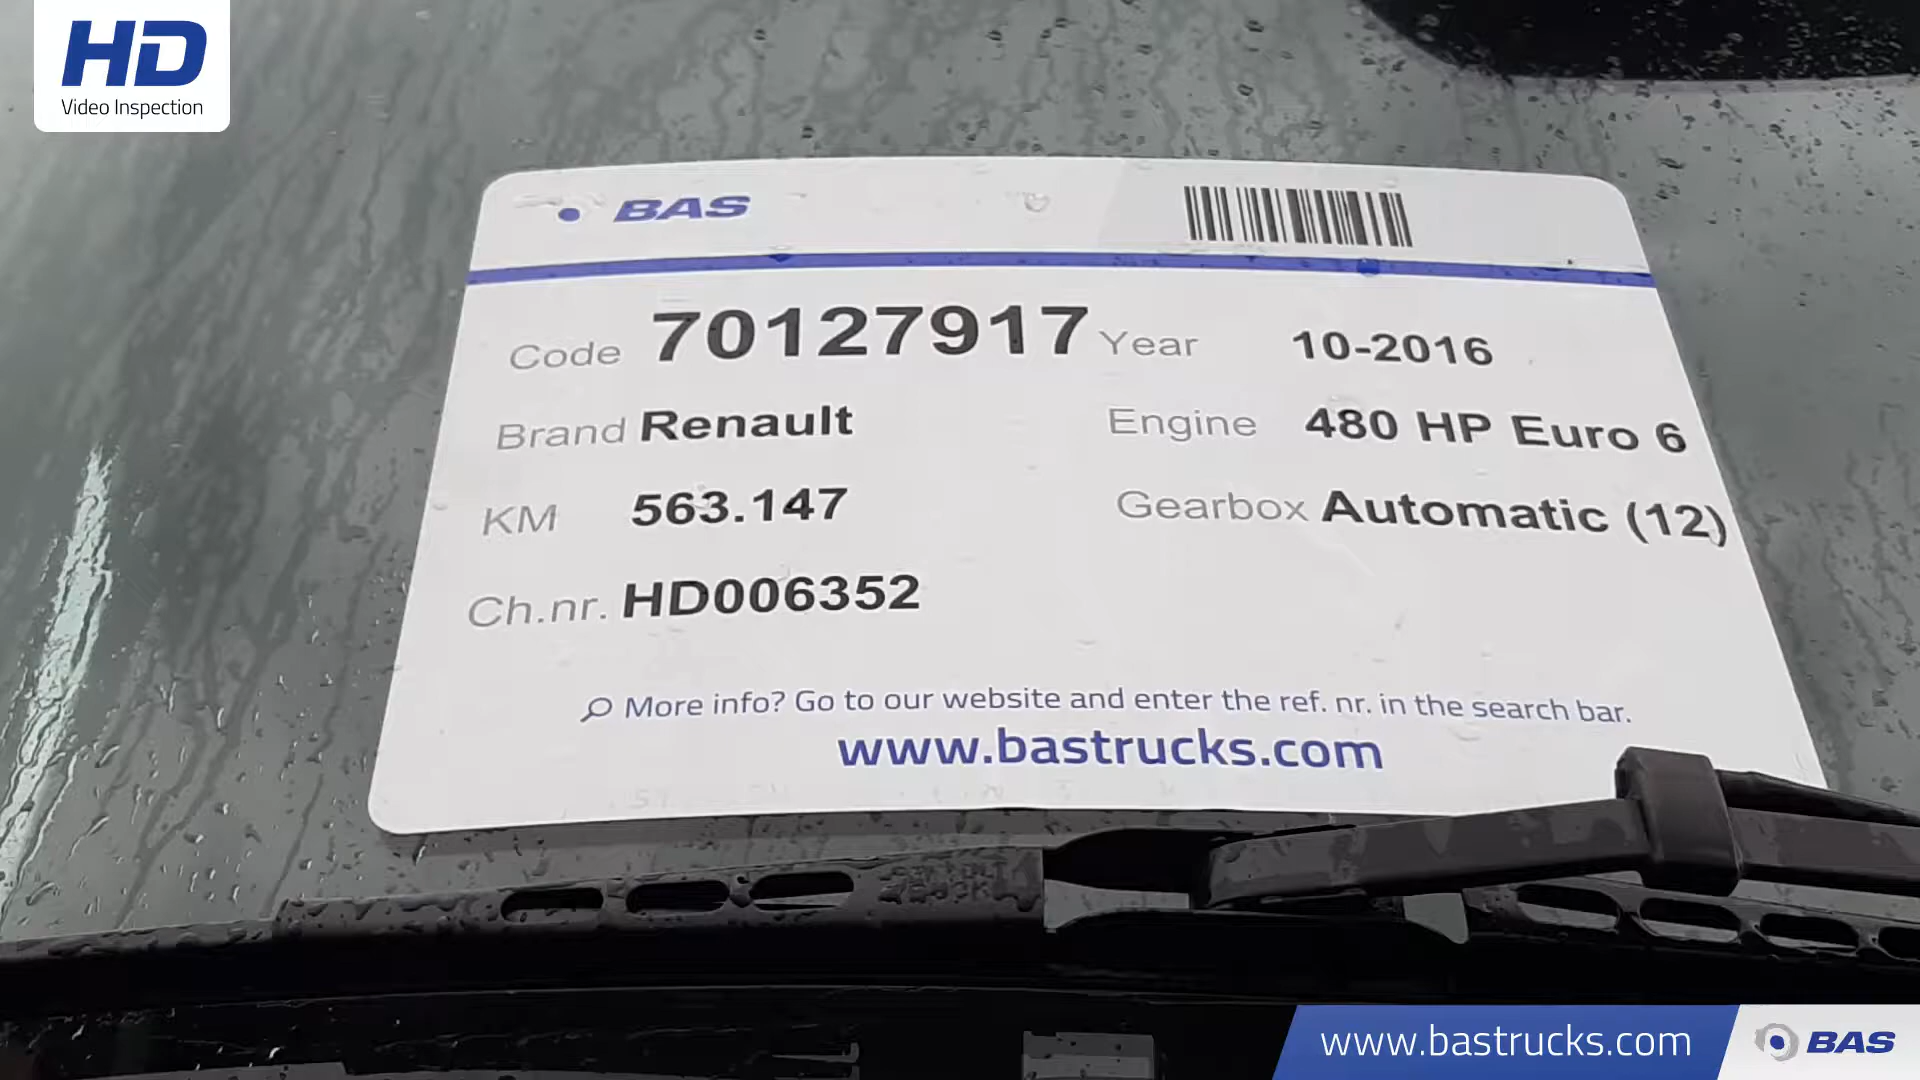 HD
Video Inspection
BAS
Code 70127917 Year 10-2016
Brand Renault Engine 480 HP Euro 6
KM 563.147 Gearbox Automatic (12)
Ch.nr. HD006352
More info? Go to our website and enter the ref. nr. in the search bar.
www.bastrucks.com
www.bastrucks.com BAS